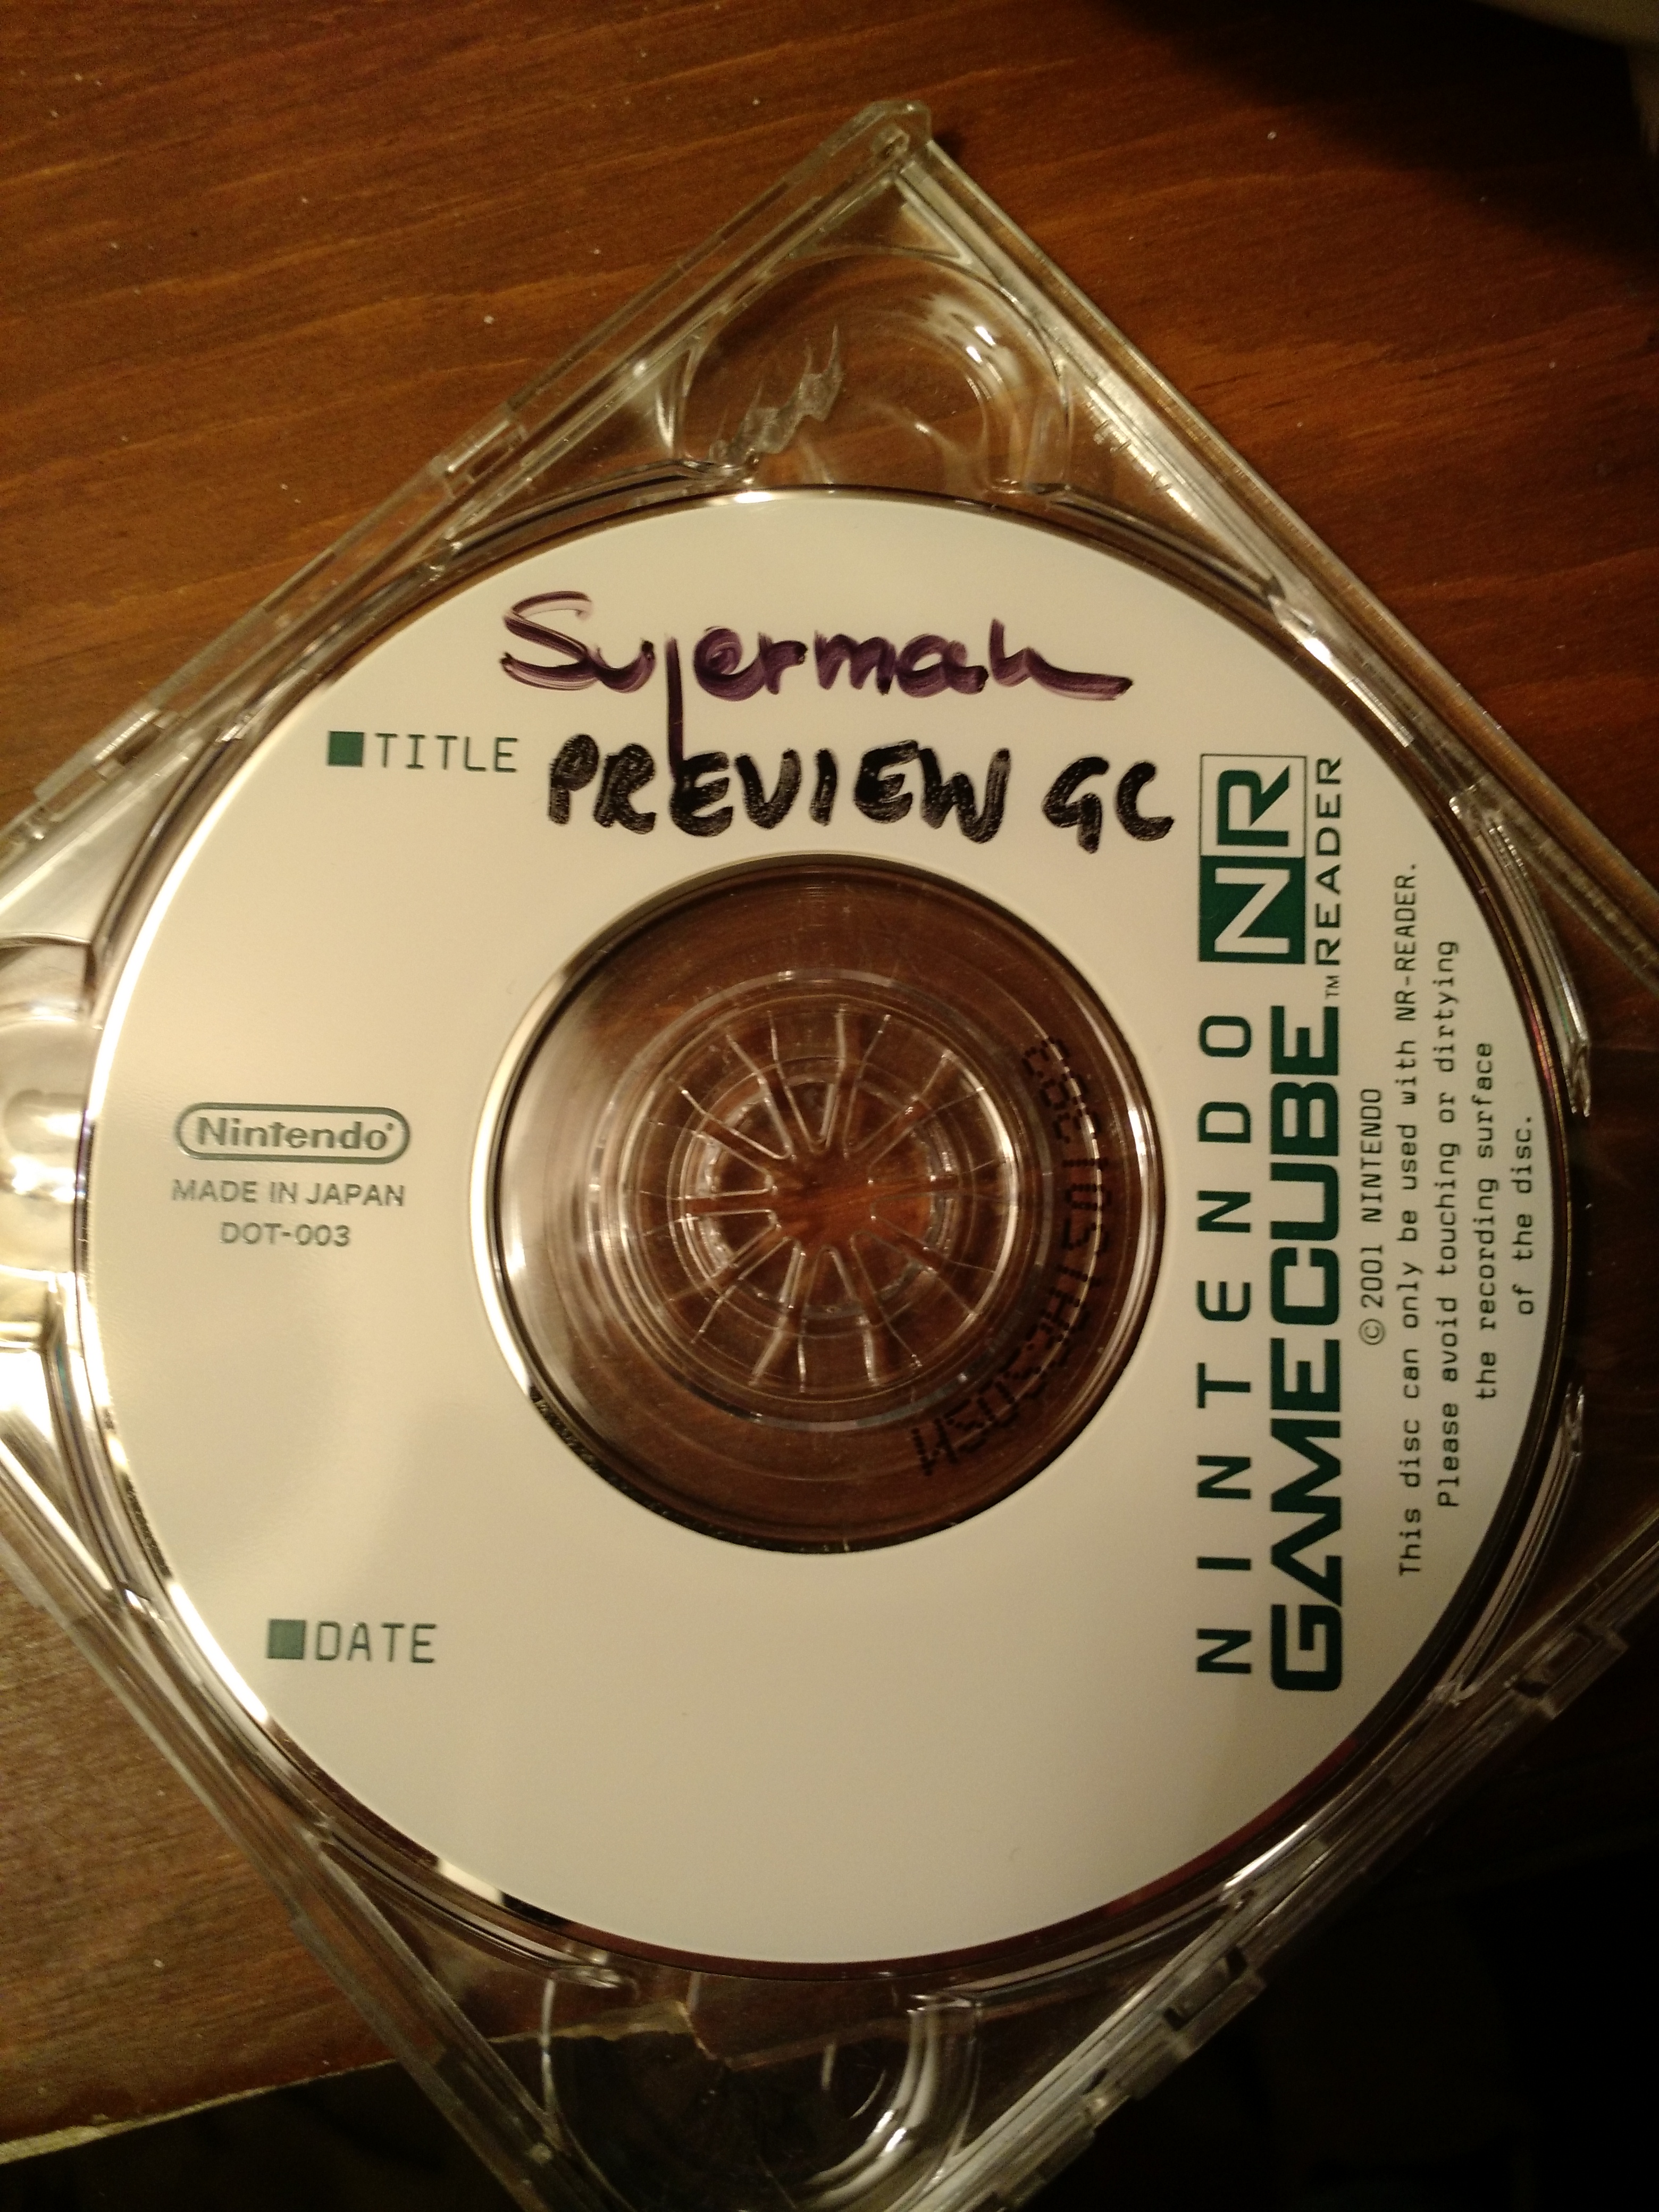 Superman
■TITLE PREVIEW GC
Nintendo
MADE IN JAPAN
DOT-003
■DATE
NINTENDO
GAMECUBE™
NR
READER
© 2001 NINTENDO
This disc can only be used with NR-READER.
Please avoid touching or dirtying
the recording surface
of the disc.